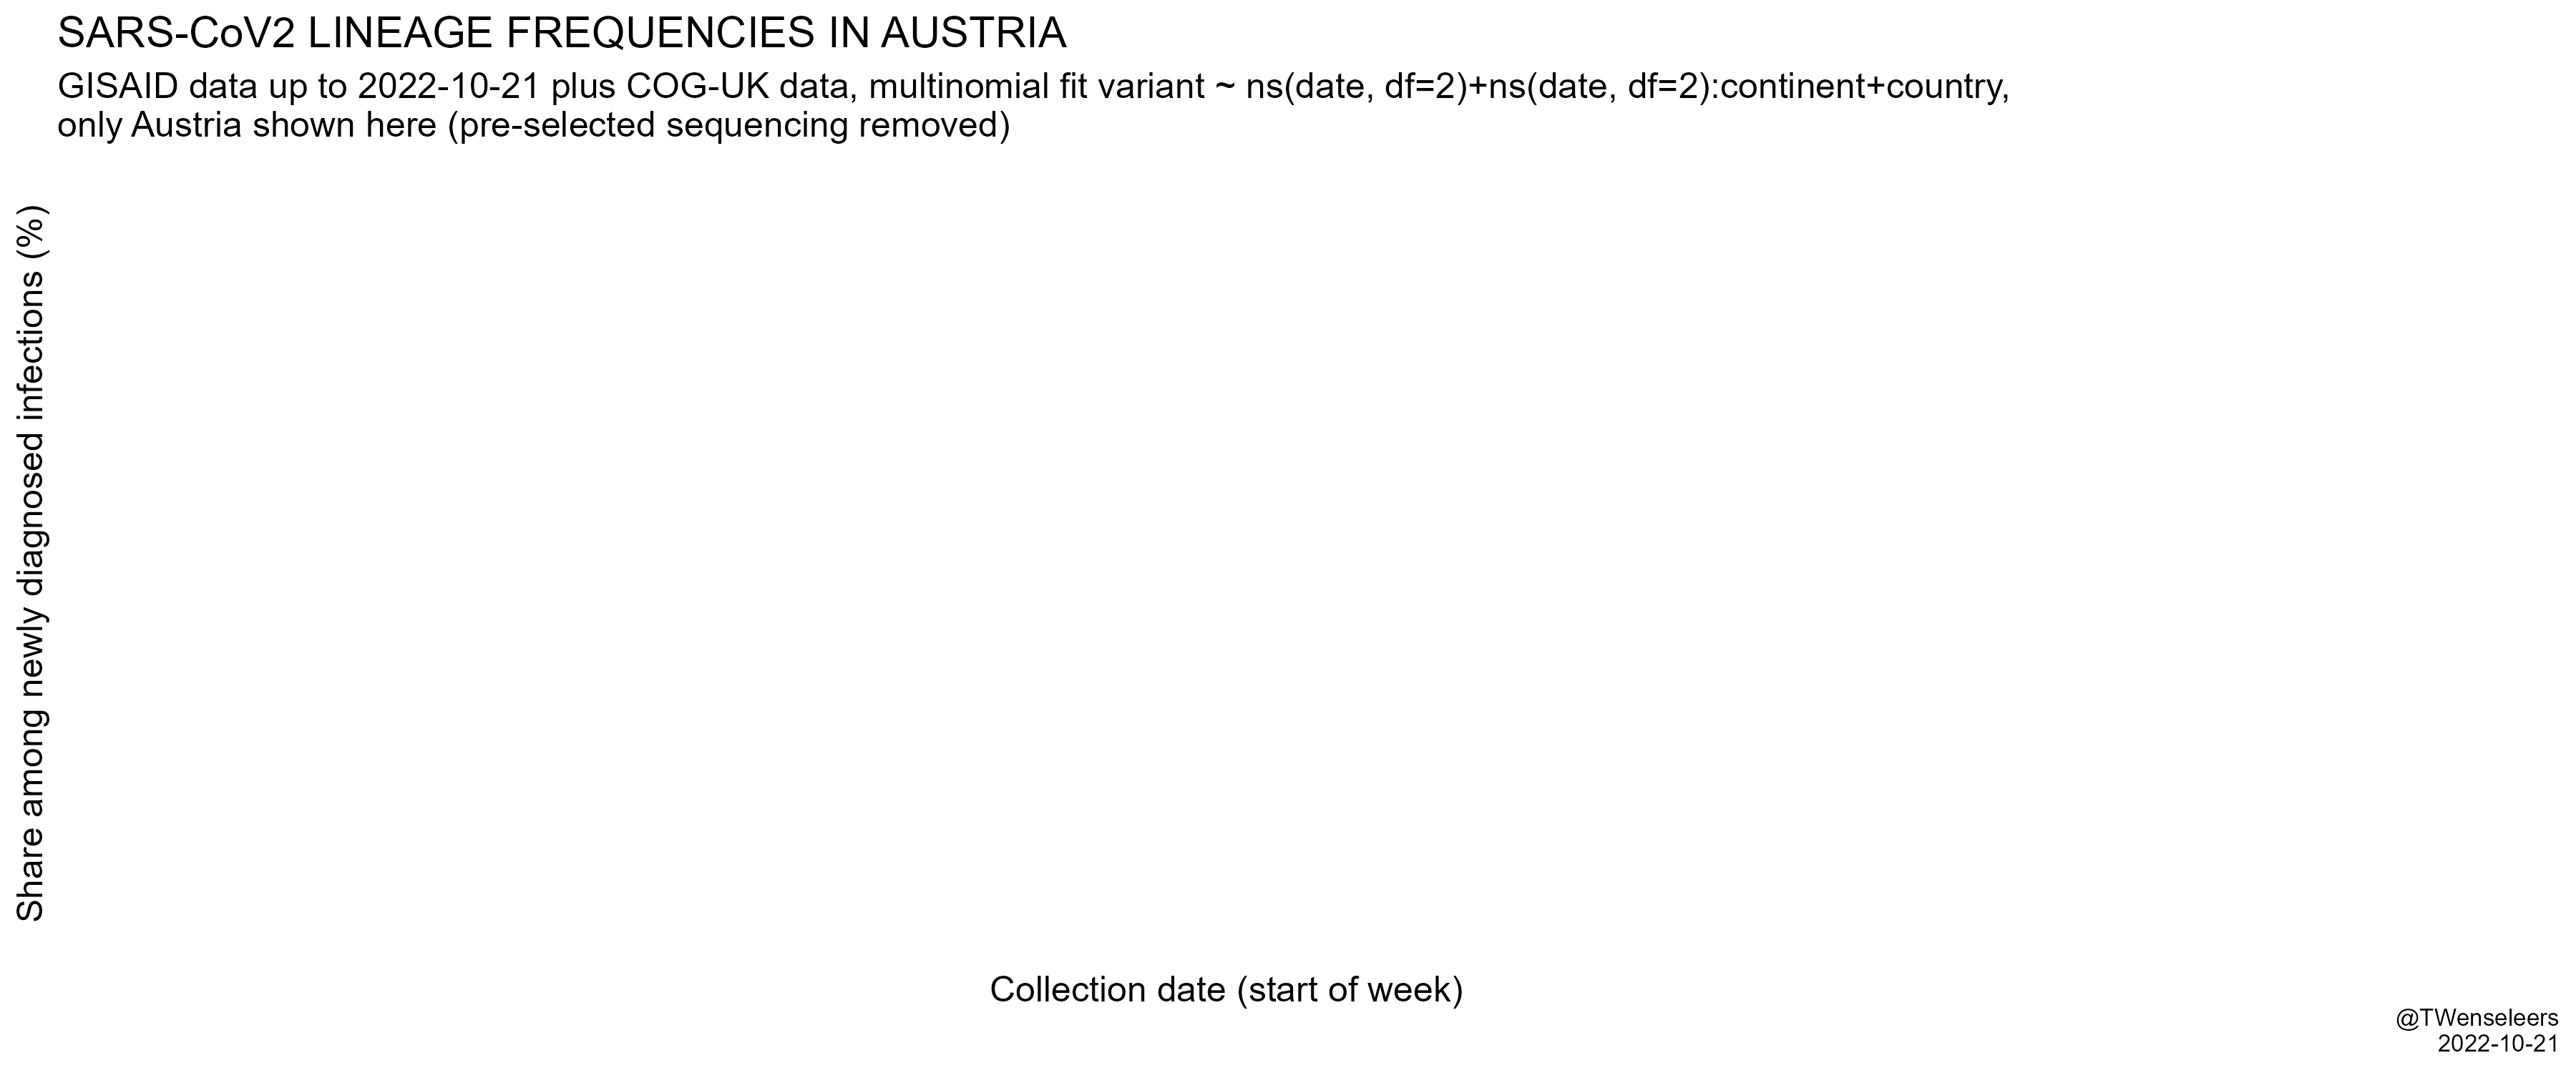 SARS-CoV2 LINEAGE FREQUENCIES IN AUSTRIA
GISAID data up to 2022-10-21 plus COG-UK data, multinomial fit variant ~ ns(date, df=2)+ns(date, df=2):continent+country,
only Austria shown here (pre-selected sequencing removed)
Share among newly diagnosed infections (%)
Collection date (start of week)
@TWenseleers
2022-10-21